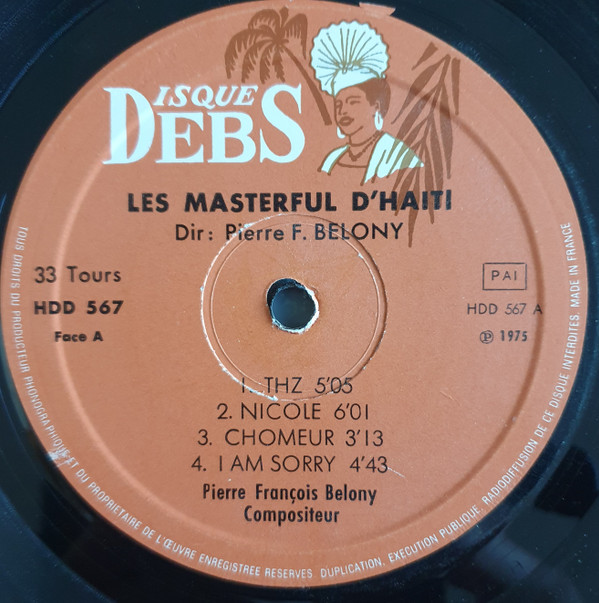 DISQUE
DEBS
LES MASTERFUL D'HAITI
Dir: Pierre F. BELONY
33 Tours
HDD 567
Face A
PAI
HDD 567 A
Ⓟ 1975
1. THZ 5'05
2. NICOLE 6'01
3. CHOMEUR 3'13
4. I AM SORRY 4'43
Pierre François Belony
Compositeur
TOUS DROITS DU PRODUCTEUR PHONOGRAPHIQUE ET DU PROPRIETAIRE DE L'ŒUVRE ENREGISTREE RESERVES DUPLICATION, EXECUTION PUBLIQUE, RADIODIFFUSION DE CE DISQUE INTERDITES. MADE IN FRANCE